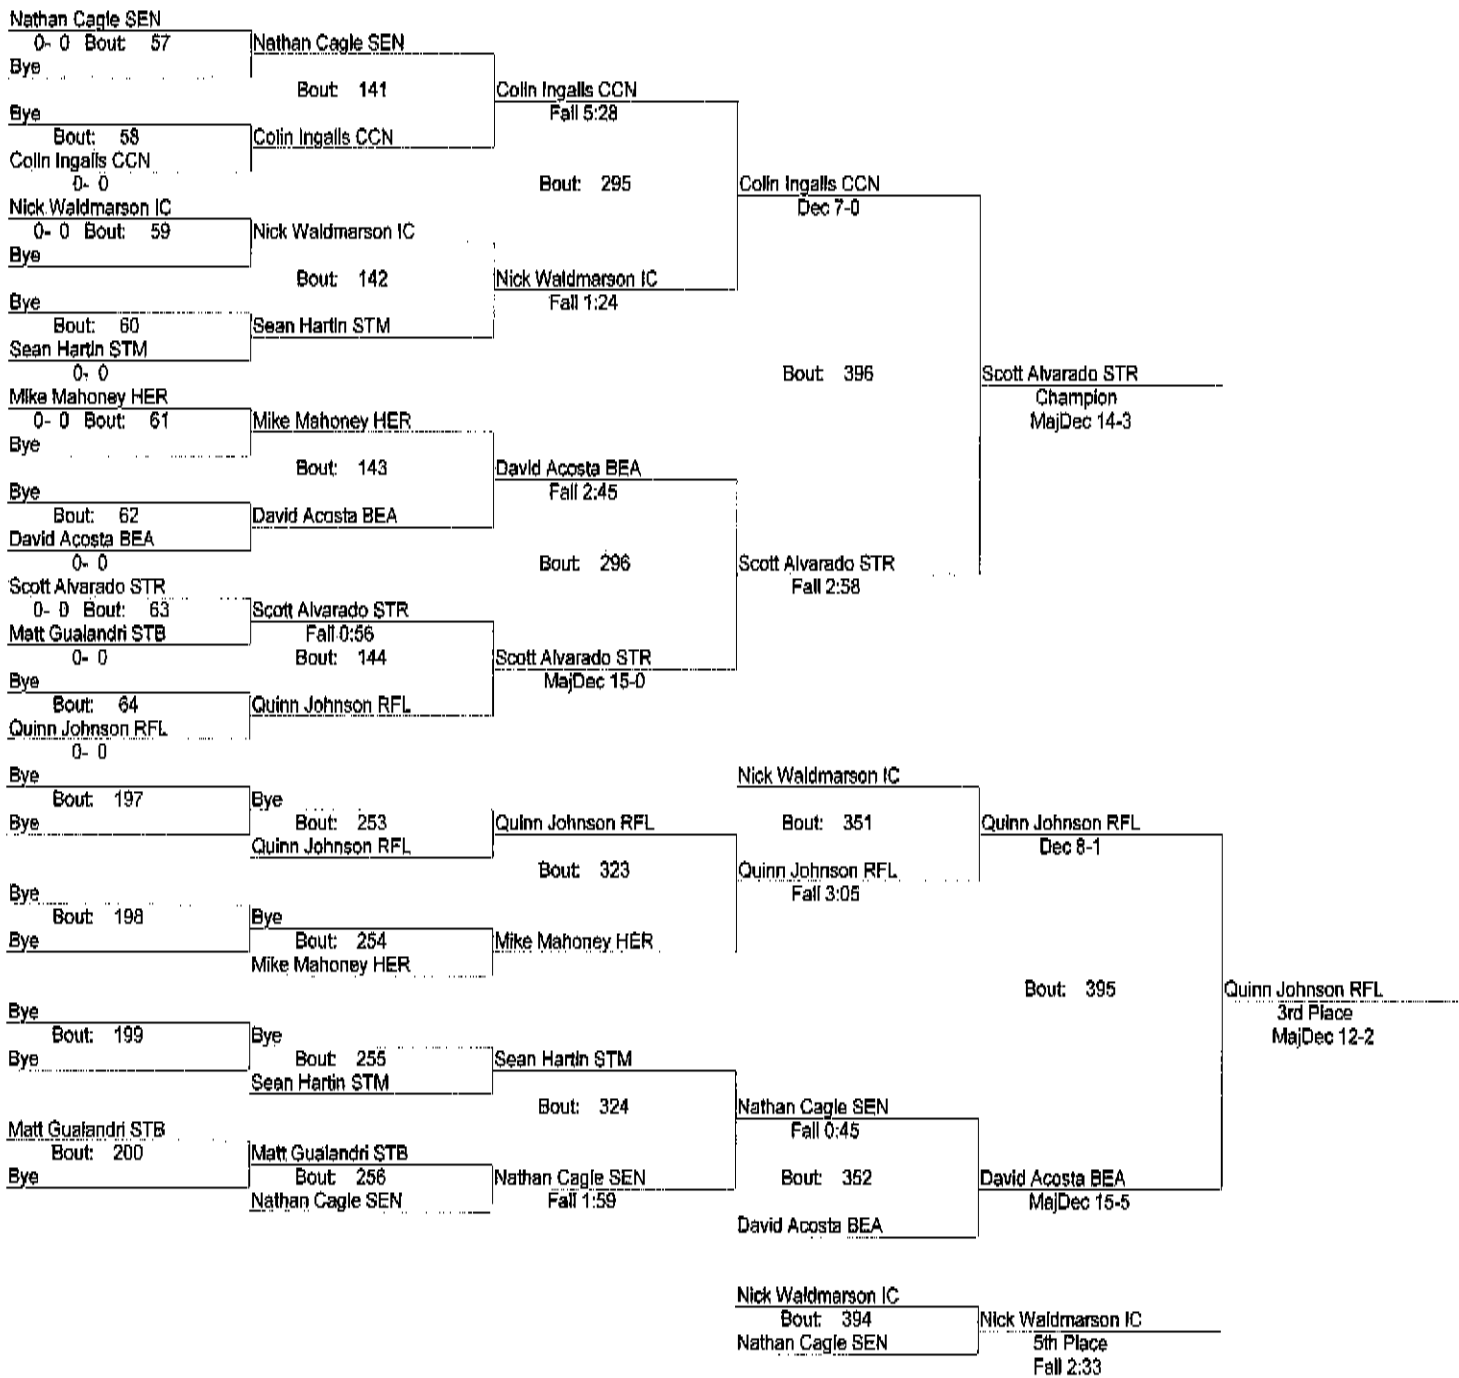 Nathan Cagle SEN
0- 0 Bout: 57
Bye
Nathan Cagle SEN
Bout: 141
Bye
Bout: 58
Colin Ingalls CCN
0- 0
Colin Ingalls CCN
Colin Ingalls CCN
Fall 5:28
Bout: 295
Nick Waldmarson IC
0- 0 Bout: 59
Bye
Nick Waldmarson IC
Bout: 142
Bye
Bout: 60
Sean Hartin STM
0- 0
Sean Hartin STM
Nick Waldmarson IC
Fall 1:24
Colin Ingalls CCN
Dec 7-0
Bout: 396
Mike Mahoney HER
0- 0 Bout: 61
Bye
Mike Mahoney HER
Bout: 143
Bye
Bout: 62
David Acosta BEA
0- 0
David Acosta BEA
David Acosta BEA
Fall 2:45
Bout: 296
Scott Alvarado STR
0- 0 Bout: 63
Matt Gualandri STB
0- 0
Scott Alvarado STR
Fall 0:56
Bout: 144
Bye
Bout: 64
Quinn Johnson RFL
0- 0
Quinn Johnson RFL
Scott Alvarado STR
MajDec 15-0
Scott Alvarado STR
Fall 2:58
Scott Alvarado STR
Champion
MajDec 14-3
Bye
Bout: 197
Bye
Bye
Bout: 253
Quinn Johnson RFL
Quinn Johnson RFL
Bout: 323
Bye
Bout: 198
Bye
Bye
Bout: 254
Mike Mahoney HER
Mike Mahoney HER
Nick Waldmarson IC
Bout: 351
Quinn Johnson RFL
Fall 3:05
Quinn Johnson RFL
Dec 8-1
Bout: 395
Bye
Bout: 199
Bye
Bye
Bout: 255
Sean Hartin STM
Sean Hartin STM
Bout: 324
Matt Gualandri STB
Bout: 200
Bye
Matt Gualandri STB
Bout: 256
Nathan Cagle SEN
Nathan Cagle SEN
Fall 1:59
Nathan Cagle SEN
Fall 0:45
Bout: 352
David Acosta BEA
David Acosta BEA
MajDec 15-5
Quinn Johnson RFL
3rd Place
MajDec 12-2
Nick Waldmarson IC
Bout: 394
Nathan Cagle SEN
Nick Waldmarson IC
5th Place
Fall 2:33